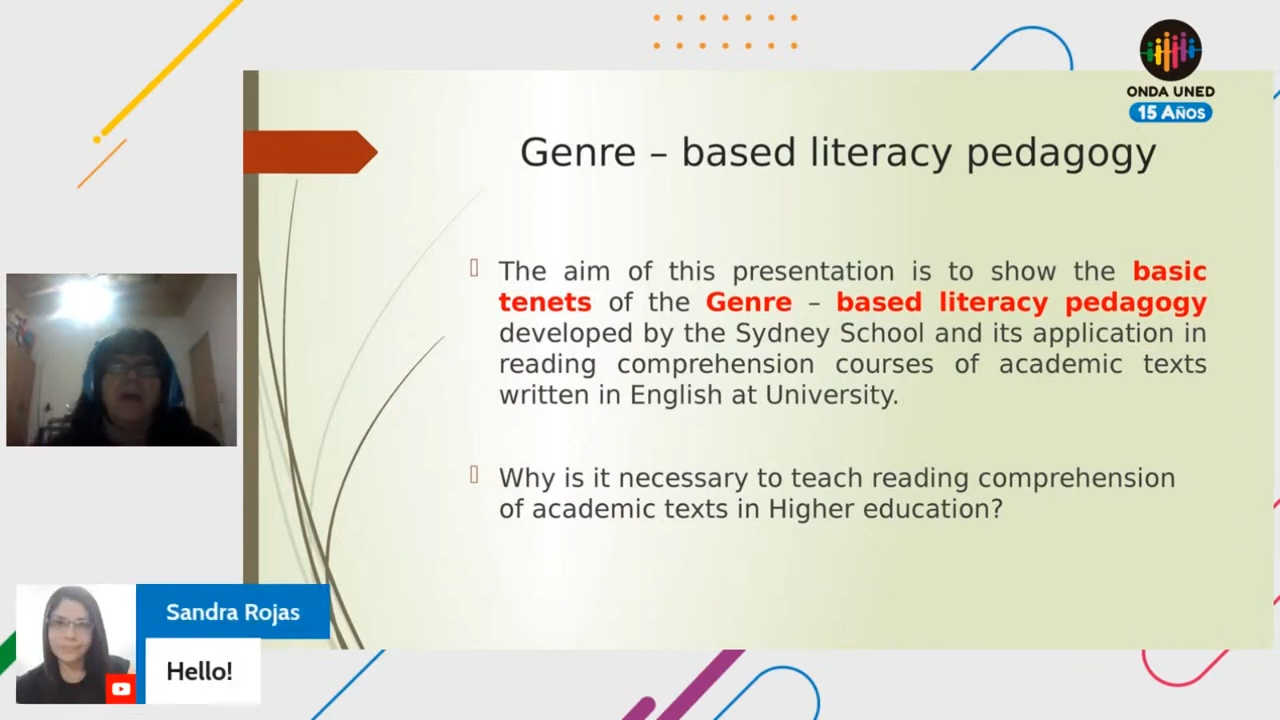 ONDA UNED
15 AÑOS
Genre – based literacy pedagogy
The aim of this presentation is to show the basic
tenets of the Genre – based literacy pedagogy
developed by the Sydney School and its application in
reading comprehension courses of academic texts
written in English at University.
Why is it necessary to teach reading comprehension
of academic texts in Higher education?
Sandra Rojas
Hello!